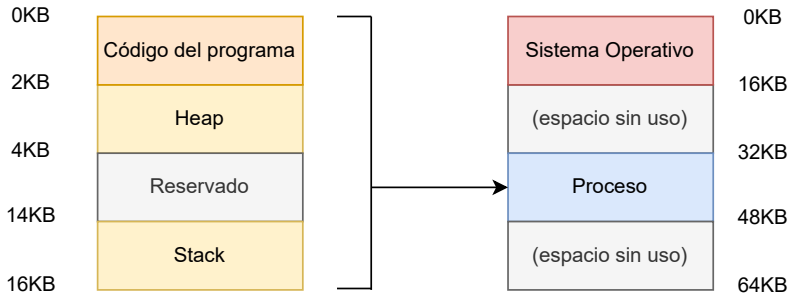 0KB
Código del programa
2KB
Heap
4KB
Reservado
14KB
Stack
16KB
0KB
Sistema Operativo
16KB
(espacio sin uso)
32KB
Proceso
48KB
(espacio sin uso)
64KB